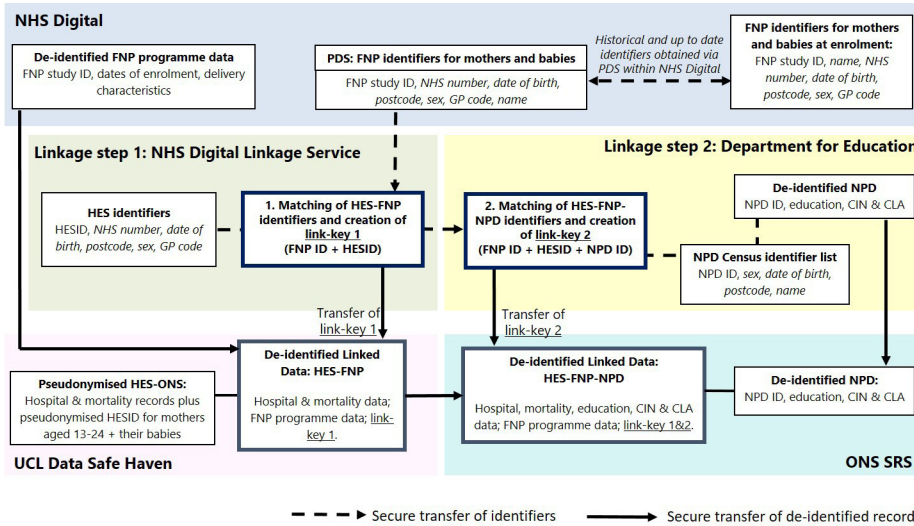 NHS Digital
De-identified FNP programme data
FNP study ID, dates of enrolment, delivery
characteristics
PDS: FNP identifiers for mothers and babies
FNP study ID, NHS number, date of birth,
postcode, sex, GP code, name
Historical and up to date
identifiers obtained via
PDS within NHS Digital
FNP identifiers for mothers
and babies at enrolment:
FNP study ID, name, NHS
number, date of birth,
postcode, sex, GP code
Linkage step 1: NHS Digital Linkage Service
HES identifiers
HESID, NHS number, date of
birth, postcode, sex, GP code
1. Matching of HES-FNP
identifiers and creation of
link-key 1
(FNP ID + HESID)
Linkage step 2: Department for Education
2. Matching of HES-FNP-
NPD identifiers and creation
of link-key 2
(FNP ID + HESID + NPD ID)
De-identified NPD
NPD ID, education, CIN & CLA
NPD Census identifier list
NPD ID, sex, date of birth,
postcode, name
Transfer of
link-key 1
Transfer of
link-key 2
Pseudonymised HES-ONS:
Hospital & mortality records plus
pseudonymised HESID for mothers
aged 13-24 + their babies
De-identified Linked
Data: HES-FNP
Hospital & mortality data;
FNP programme data; link-
key 1.
De-identified Linked Data:
HES-FNP-NPD
Hospital, mortality, education, CIN & CLA
data; FNP programme data; link-key 1&2.
De-identified NPD:
NPD ID, education, CIN & CLA
UCL Data Safe Haven
ONS SRS
Secure transfer of identifiers
Secure transfer of de-identified record